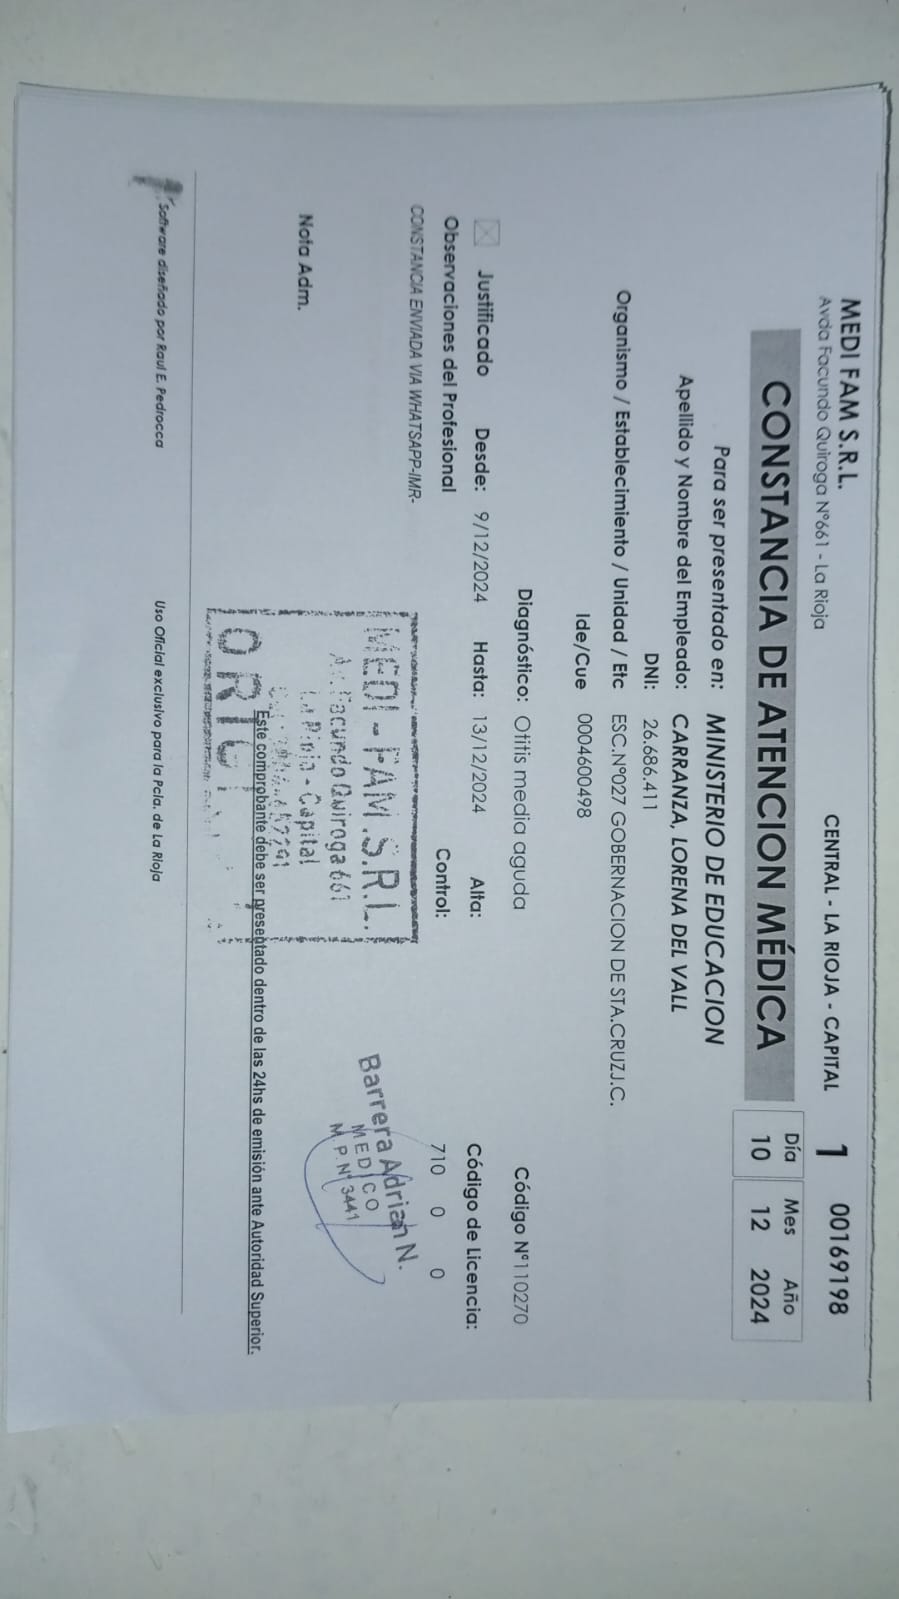 MEDI FAM S.R.L.
Avda Facundo Quiroga N°661 - La Rioja
CENTRAL - LA RIOJA - CAPITAL
1 00169198
CONSTANCIA DE ATENCION MÉDICA
Día Mes Año
10 12 2024
Para ser presentado en: MINISTERIO DE EDUCACION
Apellido y Nombre del Empleado: CARRANZA, LORENA DEL VALL
DNI: 26.686.411
Organismo / Establecimiento / Unidad / Etc ESC.N°027 GOBERNACION DE STA.CRUZJ.C.
Ide/Cue 0004600498
Diagnóstico: Otitis media aguda
Código N°110270
Justificado Desde: 9/12/2024 Hasta: 13/12/2024 Alta:
Código de Licencia:
Observaciones del Profesional
Control:
710 0 0
CONSTANCIA ENVIADA VIA WHATSAPP-IMR-
MEDI-FAM.S.R.L.
Av. Facundo Quiroga 661
La Rioja - Capital
Barrera Adrian N.
MEDICO
M.P.N° 3441
Nota Adm.
Este comprobante debe ser presentado dentro de las 24hs de emisión ante Autoridad Superior.
Software diseñado por Raul E. Pedrocca
Uso Oficial exclusivo para la Pcia. de La Rioja